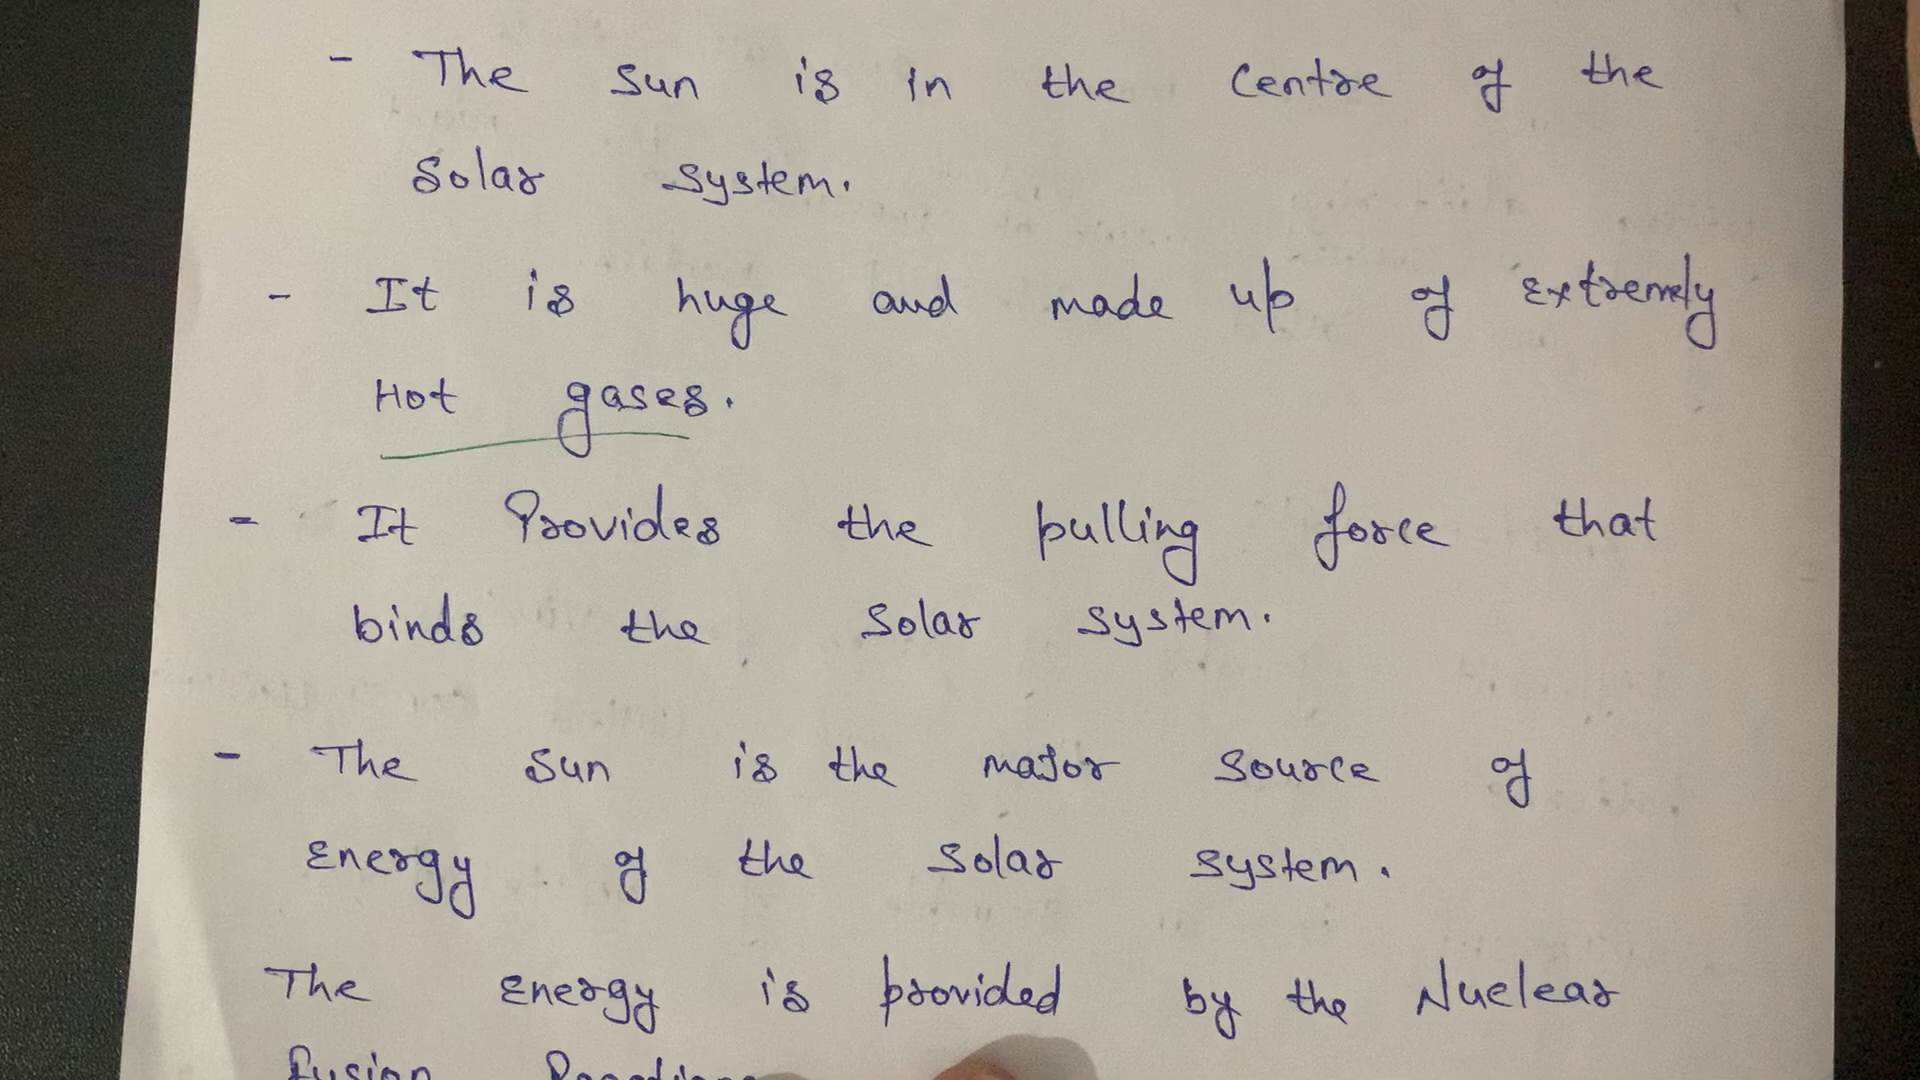 - The Sun is in the Centre of the
Solar System.
- It is huge and made up of Extremely
Hot gases.
- It Provides the pulling force that
binds the Solar System.
- The Sun is the major Source of
Energy of the Solar System.
The Energy is provided by the Nuclear
fusion